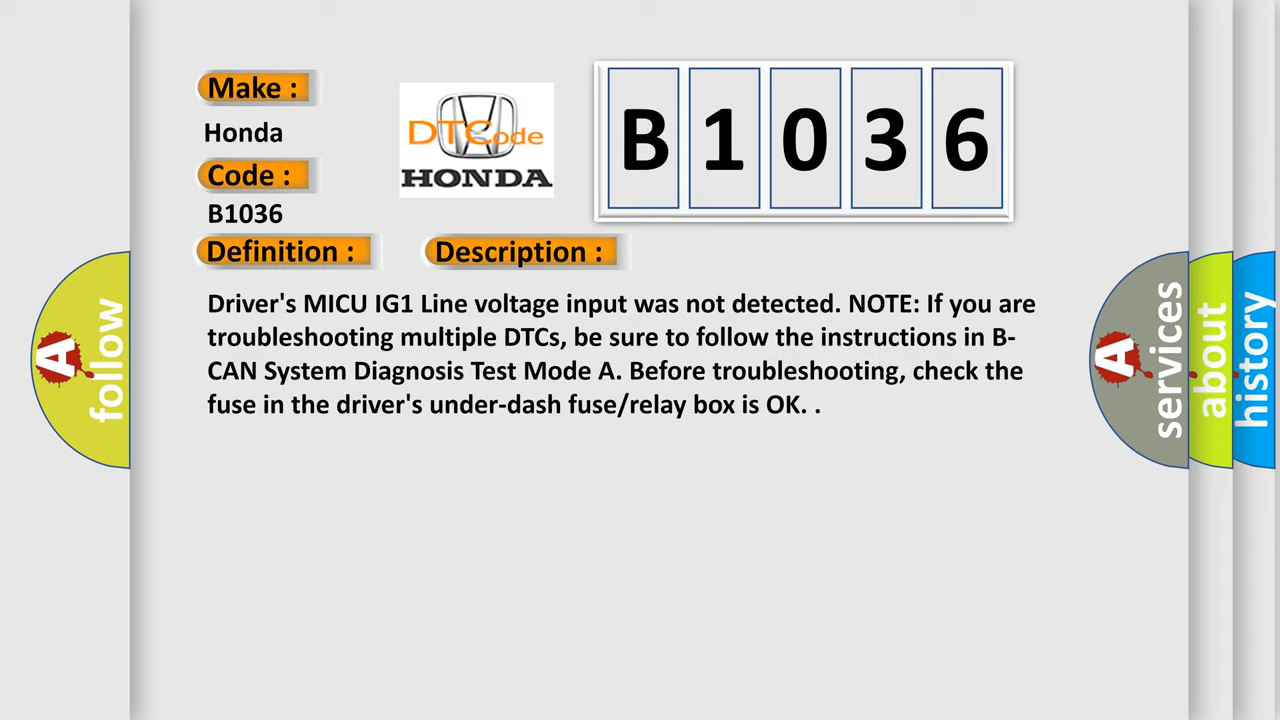 Make :
Honda
Code :
B1036
Definition :
Description :
DTCode
HONDA
B1036
Driver's MICU IG1 Line voltage input was not detected. NOTE: If you are
troubleshooting multiple DTCs, be sure to follow the instructions in B-
CAN System Diagnosis Test Mode A. Before troubleshooting, check the
fuse in the driver's under-dash fuse/relay box is OK. .
A
follow
A
services
about
history